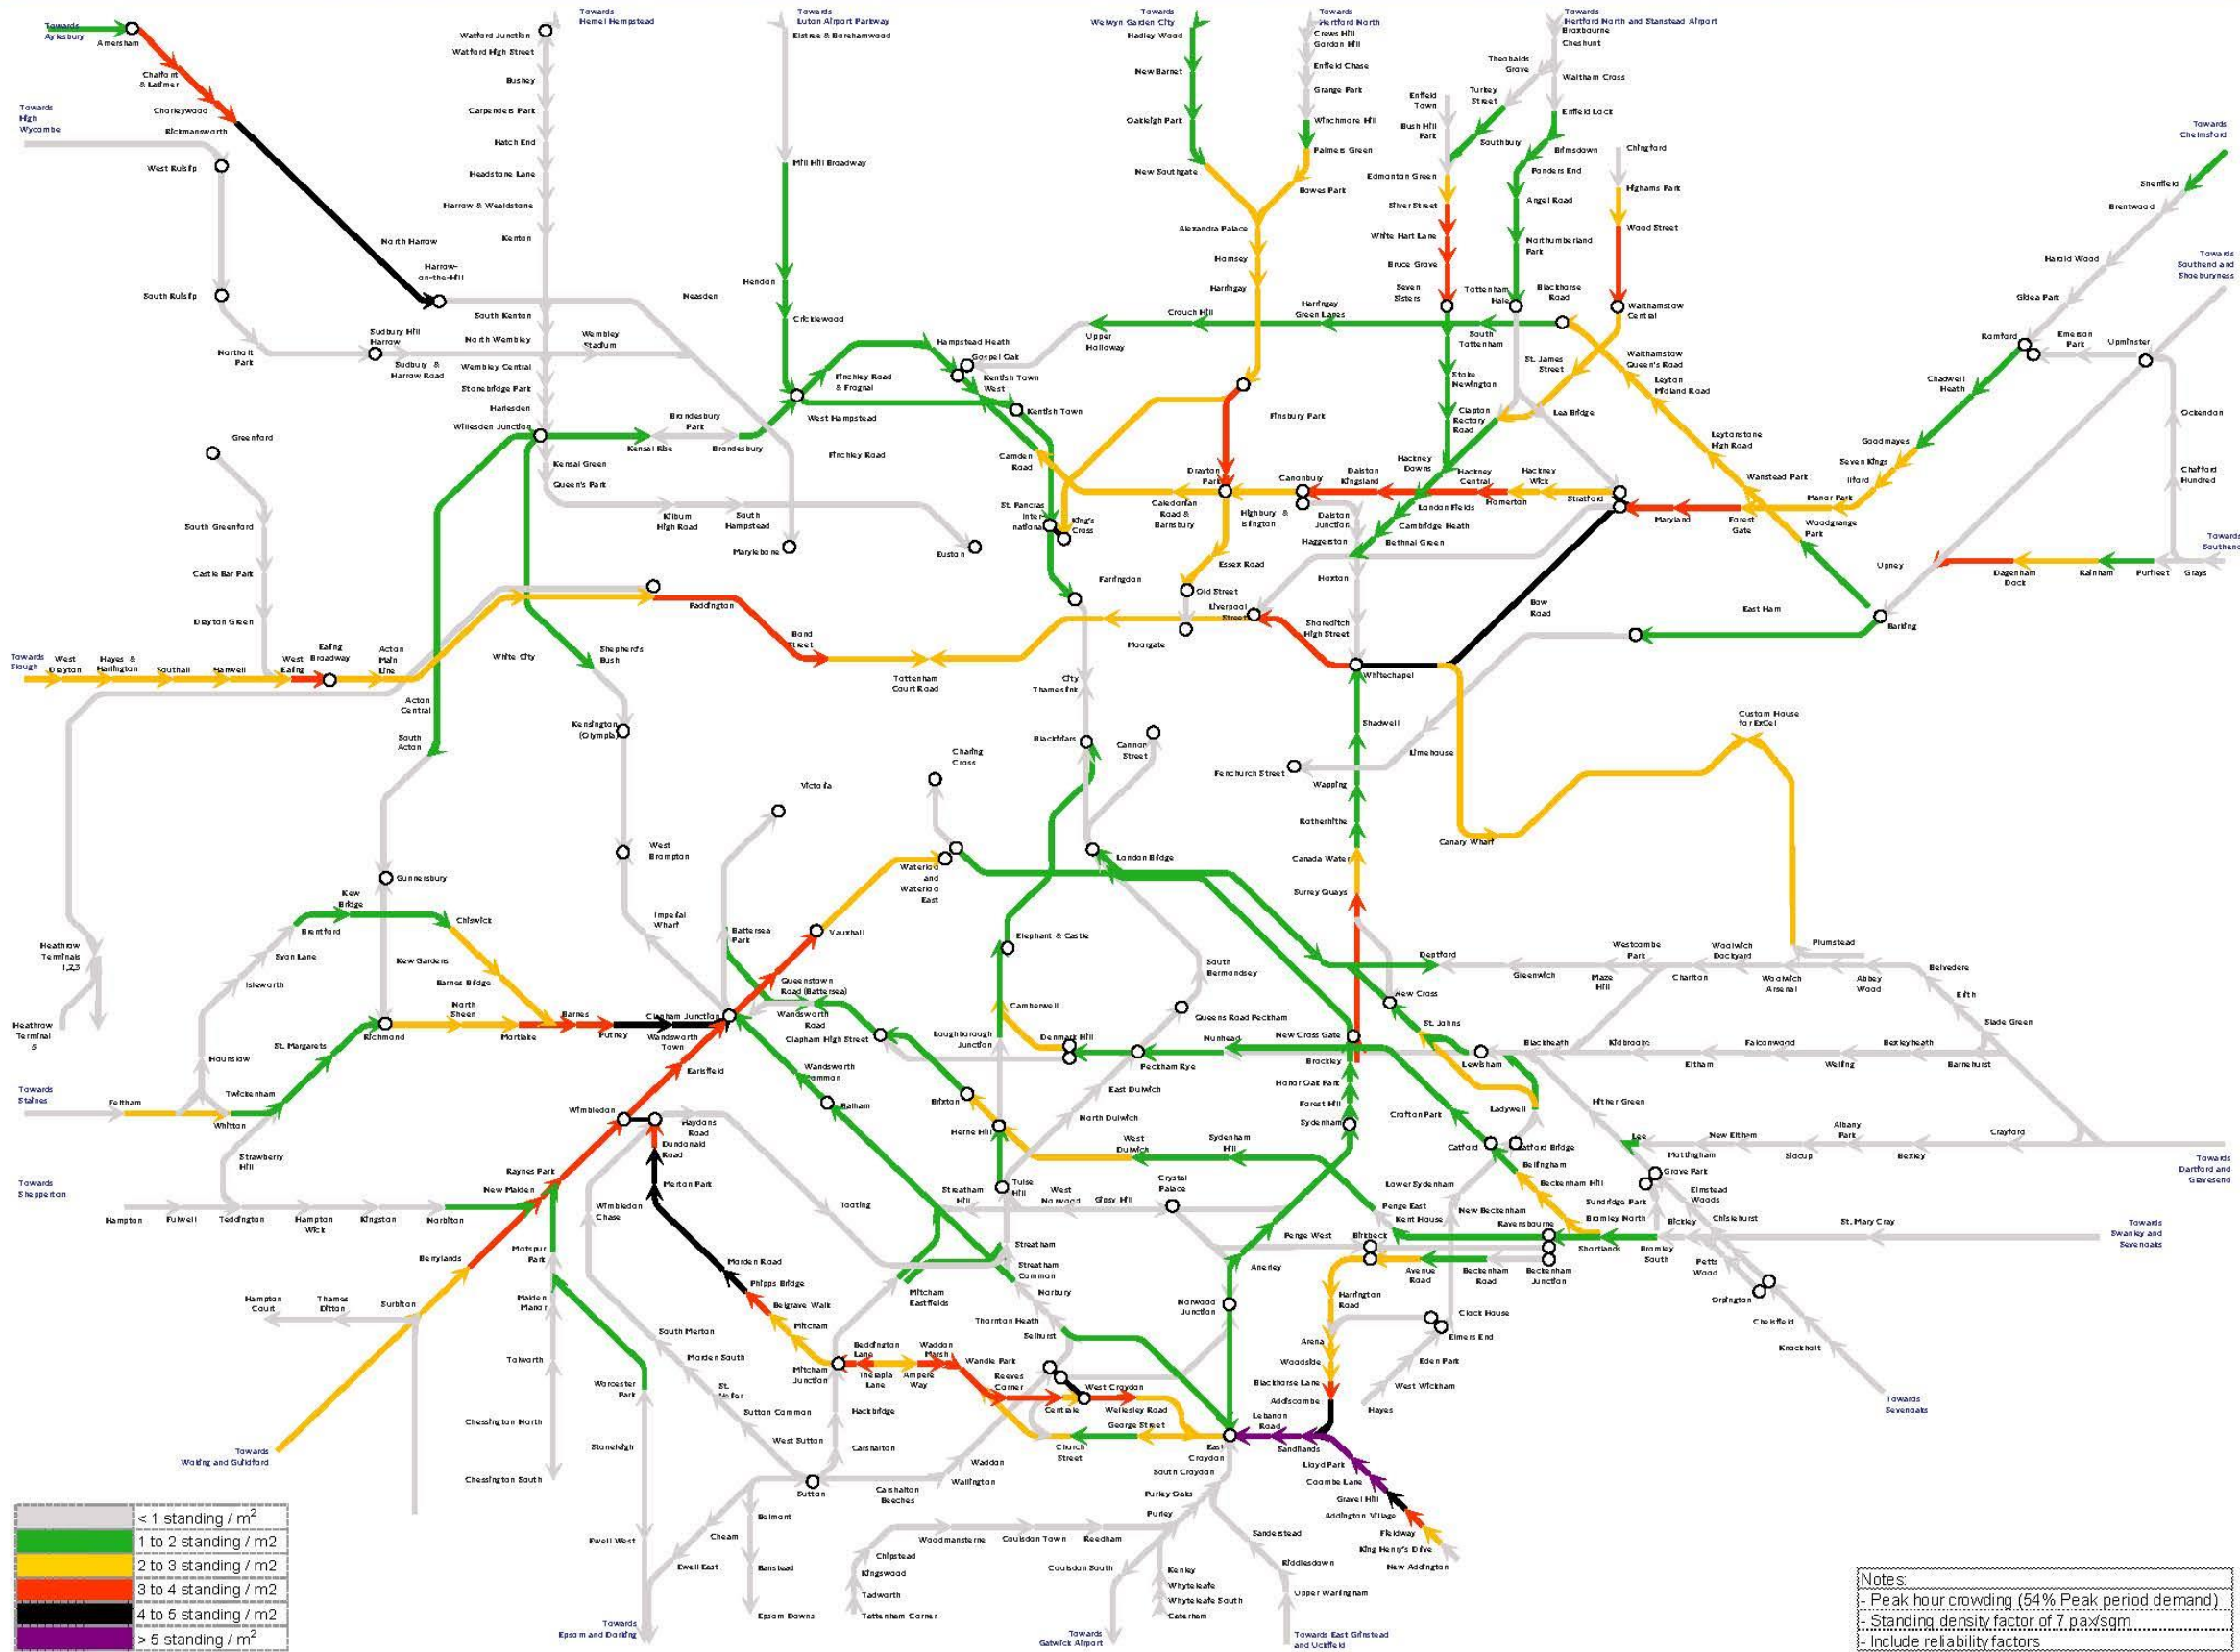 Towards
Aylesbury
Amersham
Chalfont
& Latimer
Chorleywood
Rickmansworth
Towards
High
Wycombe
West Ruislip
South Ruislip
Northolt
Park
Sudbury Hill
Harrow
Sudbury &
Harrow Road
North Harrow
Harrow-
on-the-Hill
Towards
Hemel Hempstead
Watford Junction
Watford High Street
Bushey
Carpenders Park
Hatch End
Headstone Lane
Harrow & Wealdstone
Kenton
South Kenton
North Wembley
Wembley Central
Stonebridge Park
Harlesden
Willesden Junction
Kensal Green
Queen's Park
Wembley
Stadium
Neasden
Towards
Luton Airport Parkway
Elstree & Borehamwood
Mill Hill Broadway
Hendon
Cricklewood
Hampstead Heath
Gospel Oak
Finchley Road
& Frognal
Kentish Town
West
West Hampstead
Kentish Town
Brondesbury
Park
Kensal Rise
Brondesbury
Finchley Road
Camden
Road
Kilburn
High Road
South
Hampstead
Marylebone
Euston
St. Pancras
Inter-
national
King's
Cross
Towards
Welwyn Garden City
Hadley Wood
New Barnet
Oakleigh Park
New Southgate
Alexandra Palace
Hornsey
Harringay
Towards
Hertford North
Crews Hill
Gordon Hill
Enfield Chase
Grange Park
Winchmore Hill
Palmers Green
Bowes Park
Crouch Hill
Harringay
Green Lanes
Upper
Holloway
Finsbury Park
Drayton
Park
Canonbury
Dalston
Kingsland
Caledonian
Road &
Barnsbury
Highbury &
Islington
Essex Road
Old Street
Moorgate
Towards
Hertford North and Stanstead Airport
Broxbourne
Cheshunt
Theobalds
Grove
Waltham Cross
Turkey
Street
Enfield Lock
Enfield
Town
Bush Hill
Park
Southbury
Brimsdown
Edmonton Green
Ponders End
Silver Street
Angel Road
White Hart Lane
Northumberland
Park
Bruce Grove
Seven
Sisters
Tottenham
Hale
Blackhorse
Road
South
Tottenham
Chingford
Highams Park
Wood Street
Walthamstow
Central
St. James
Street
Walthamstow
Queen's Road
Leyton
Midland Road
Stoke
Newington
Clapton
Rectory
Road
Lea Bridge
Leytonstone
High Road
Hackney
Downs
Hackney
Central
Hackney
Wick
Homerton
Stratford
Wanstead Park
London Fields
Cambridge Heath
Bethnal Green
Dalston
Junction
Haggerston
Hoxton
Shoreditch
High Street
Liverpool
Street
Whitechapel
Bow
Road
Towards
Chelmsford
Shenfield
Brentwood
Harold Wood
Gidea Park
Romford
Emerson
Park
Upminster
Towards
Southend and
Shoeburyness
Chadwell
Heath
Goodmayes
Seven Kings
Ilford
Manor Park
Maryland
Forest
Gate
Woodgrange
Park
Ockendon
Chafford
Hundred
Towards
Southend
Upney
Dagenham
Dock
Rainham
Purfleet
Grays
East Ham
Barking
Greenford
South Greenford
Castle Bar Park
Drayton Green
Towards
Slough
West
Drayton
Hayes &
Harlington
Southall
Hanwell
West
Ealing
Ealing
Broadway
Acton
Main
Line
White City
Shepherd's
Bush
Paddington
Bond
Street
Tottenham
Court Road
Farringdon
City
Thameslink
Blackfriars
Cannon
Street
Charing
Cross
Acton
Central
South
Acton
Kensington
(Olympia)
West
Brompton
Imperial
Wharf
Victoria
Gunnersbury
Kew
Bridge
Brentford
Chiswick
Syon Lane
Isleworth
Hounslow
Kew Gardens
Barnes Bridge
North
Sheen
Richmond
Mortlake
Barnes
Putney
Wandsworth
Town
Clapham Junction
Heathrow
Terminals
1,2,3
Heathrow
Terminal
5
St. Margarets
Twickenham
Towards
Staines
Feltham
Whitton
Strawberry
Hill
Towards
Shepperton
Hampton
Fulwell
Teddington
Hampton
Wick
Kingston
Norbiton
New Malden
Raynes Park
Wimbledon
Earlsfield
Berrylands
Surbiton
Thames
Ditton
Hampton
Court
Towards
Woking and Guildford
Motspur
Park
Malden
Manor
Tolworth
Chessington North
Chessington South
Worcester
Park
Stoneleigh
Ewell West
Towards
Epsom and Dorking
Battersea
Park
Queenstown
Road (Battersea)
Wandsworth
Road
Clapham High Street
Vauxhall
Waterloo
and
Waterloo
East
London Bridge
Elephant & Castle
Camberwell
Loughborough
Junction
Denmark Hill
Peckham Rye
Nunhead
Queens Road Peckham
South
Bermondsey
Wandsworth
Common
Balham
Brixton
Herne Hill
Tulse
Hill
North Dulwich
East Dulwich
West
Dulwich
Sydenham
Hill
Haydons
Road
Dundonald
Road
Merton Park
Morden Road
Phipps Bridge
Belgrave Walk
Mitcham
Mitcham
Junction
Wimbledon
Chase
South Merton
Morden South
St.
Helier
Sutton Common
West Sutton
Sutton
Tooting
Streatham
Hill
West
Norwood
Gipsy Hill
Crystal
Palace
Streatham
Streatham
Common
Mitcham
Eastfields
Norbury
Thornton Heath
Selhurst
Norwood
Junction
Anerley
Penge West
Beddington
Lane
Therapia
Lane
Ampere
Way
Waddon
Marsh
Wandle Park
Reeves
Corner
Centrale
West Croydon
Wellesley Road
Church
Street
George Street
East
Croydon
Lebanon
Road
Sandilands
Lloyd Park
Coombe Lane
Gravel Hill
Addington Village
Fieldway
King Henry's Drive
New Addington
Hackbridge
Carshalton
Carshalton
Beeches
Wallington
Waddon
Belmont
Banstead
Epsom Downs
Cheam
Ewell East
South Croydon
Purley Oaks
Purley
Reedham
Coulsdon Town
Woodmansterne
Chipstead
Kingswood
Tadworth
Tattenham Corner
Coulsdon South
Towards
Gatwick Airport
Kenley
Whyteleafe
Whyteleafe South
Caterham
Sanderstead
Riddlesdown
Upper Warlingham
Towards East Grinstead
and Uckfield
Fenchurch Street
Limehouse
Shadwell
Wapping
Rotherhithe
Canada Water
Surrey Quays
Canary Wharf
Custom House
for ExCel
Deptford
Greenwich
Maze
Hill
Westcombe
Park
Charlton
Woolwich
Dockyard
Woolwich
Arsenal
Plumstead
Abbey
Wood
Belvedere
Erith
Slade Green
New Cross
New Cross Gate
St. Johns
Lewisham
Blackheath
Kidbrooke
Eltham
Falconwood
Welling
Bexleyheath
Barnehurst
Brockley
Honor Oak Park
Forest Hill
Sydenham
Crofton Park
Ladywell
Catford
Catford Bridge
Hither Green
Lee
Mottingham
New Eltham
Sidcup
Albany
Park
Bexley
Crayford
Towards
Dartford and
Gravesend
Bellingham
Beckenham Hill
Lower Sydenham
New Beckenham
Ravensbourne
Penge East
Kent House
Grove Park
Elmstead
Woods
Sundridge Park
Bromley North
Chislehurst
Bickley
St. Mary Cray
Towards
Swanley and
Sevenoaks
Shortlands
Bromley
South
Petts
Wood
Orpington
Chelsfield
Knockholt
Towards
Sevenoaks
Birkbeck
Avenue
Road
Beckenham
Road
Beckenham
Junction
Harrington
Road
Arena
Woodside
Blackhorse Lane
Addiscombe
Clock House
Elmers End
Eden Park
West Wickham
Hayes
< 1 standing / m²
1 to 2 standing / m2
2 to 3 standing / m2
3 to 4 standing / m2
4 to 5 standing / m2
> 5 standing / m²
Notes:
- Peak hour crowding (54% Peak period demand)
- Standing density factor of 7 pax/sqm
- Include reliability factors